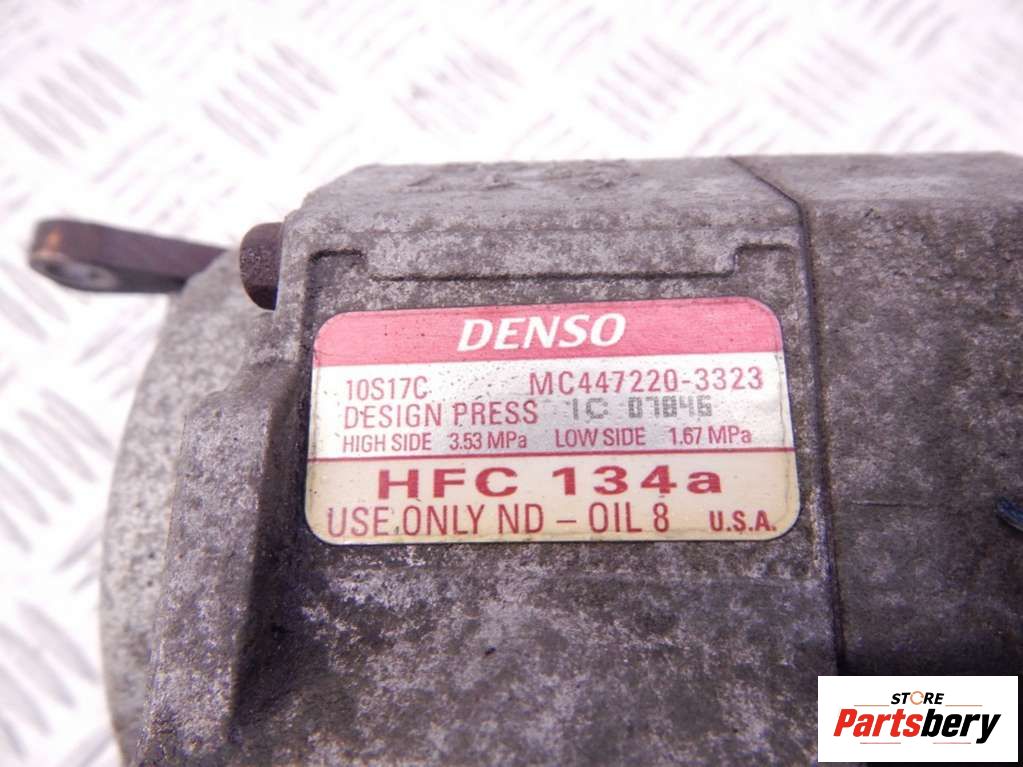 DENSO
10S17C MC447220-3323
DESIGN PRESS 1C 07846
HIGH SIDE 3.53 MPa LOW SIDE 1.67 MPa
HFC 134a
USE ONLY ND - OIL 8 U.S.A.
STORE
Partsbery